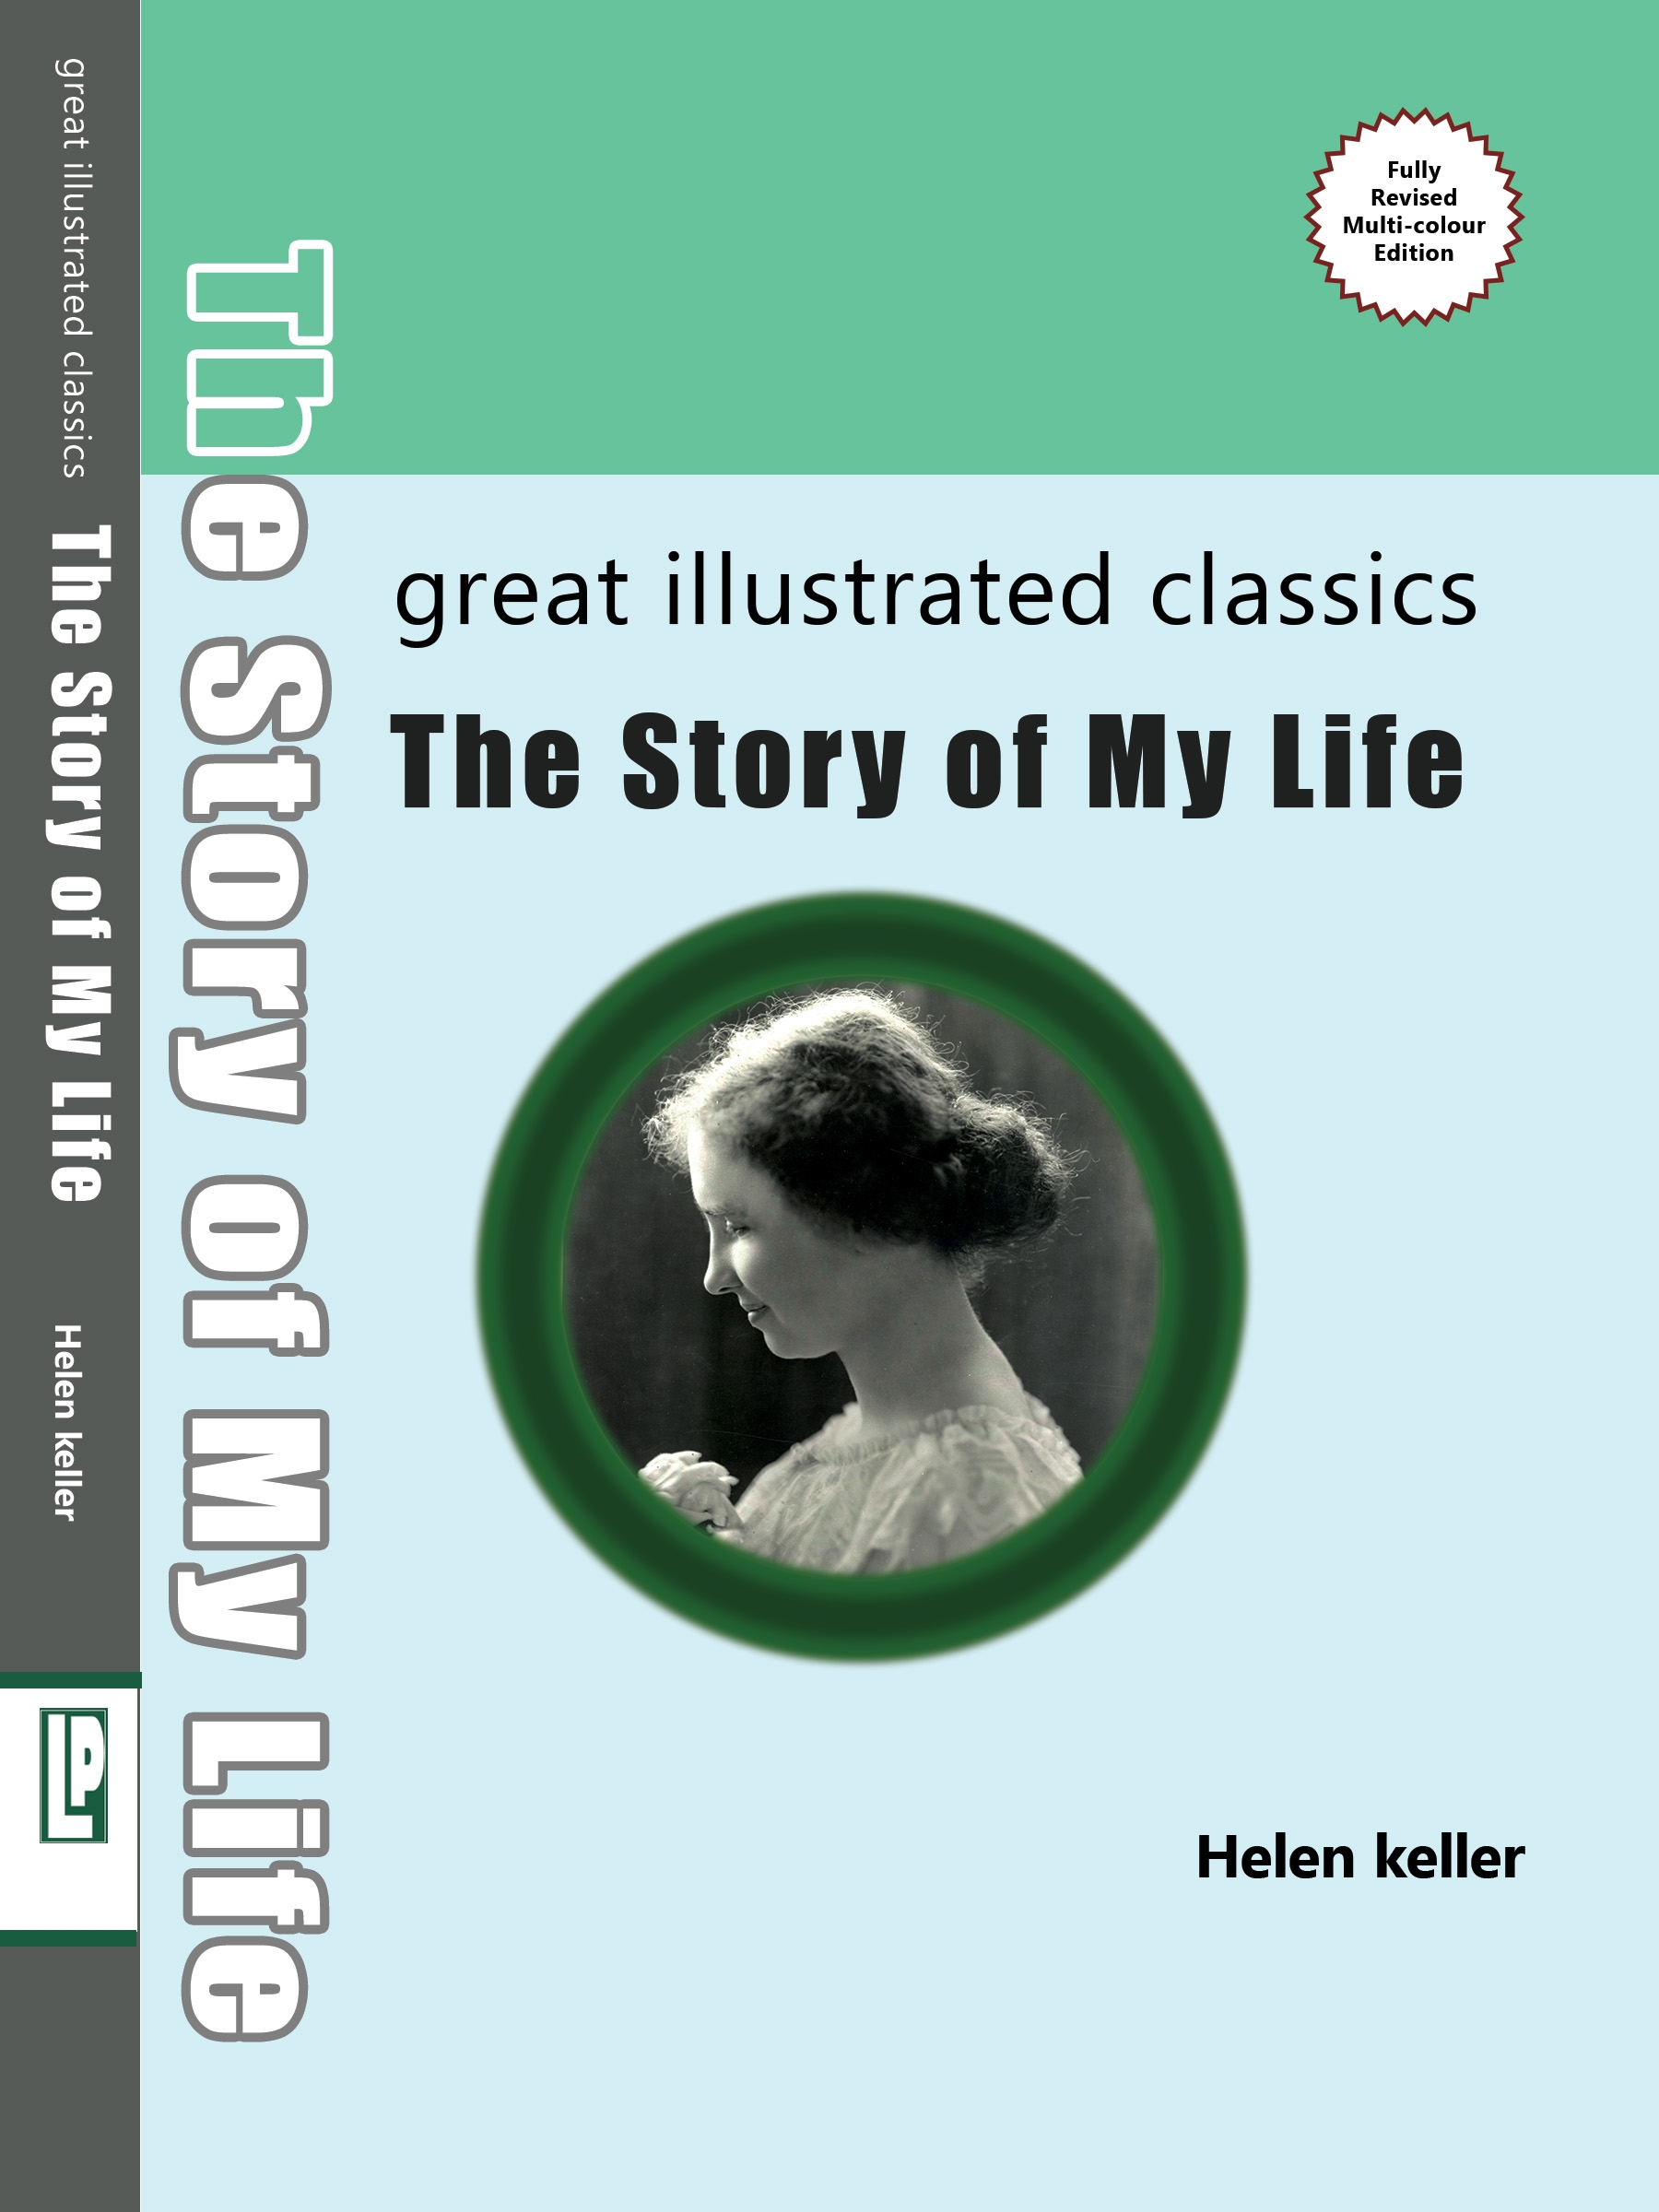 great illustrated classics
The Story of My Life
Helen keller
LP
The Story of My Life
Fully
Revised
Multi-colour
Edition
great illustrated classics
The Story of My Life
Helen keller